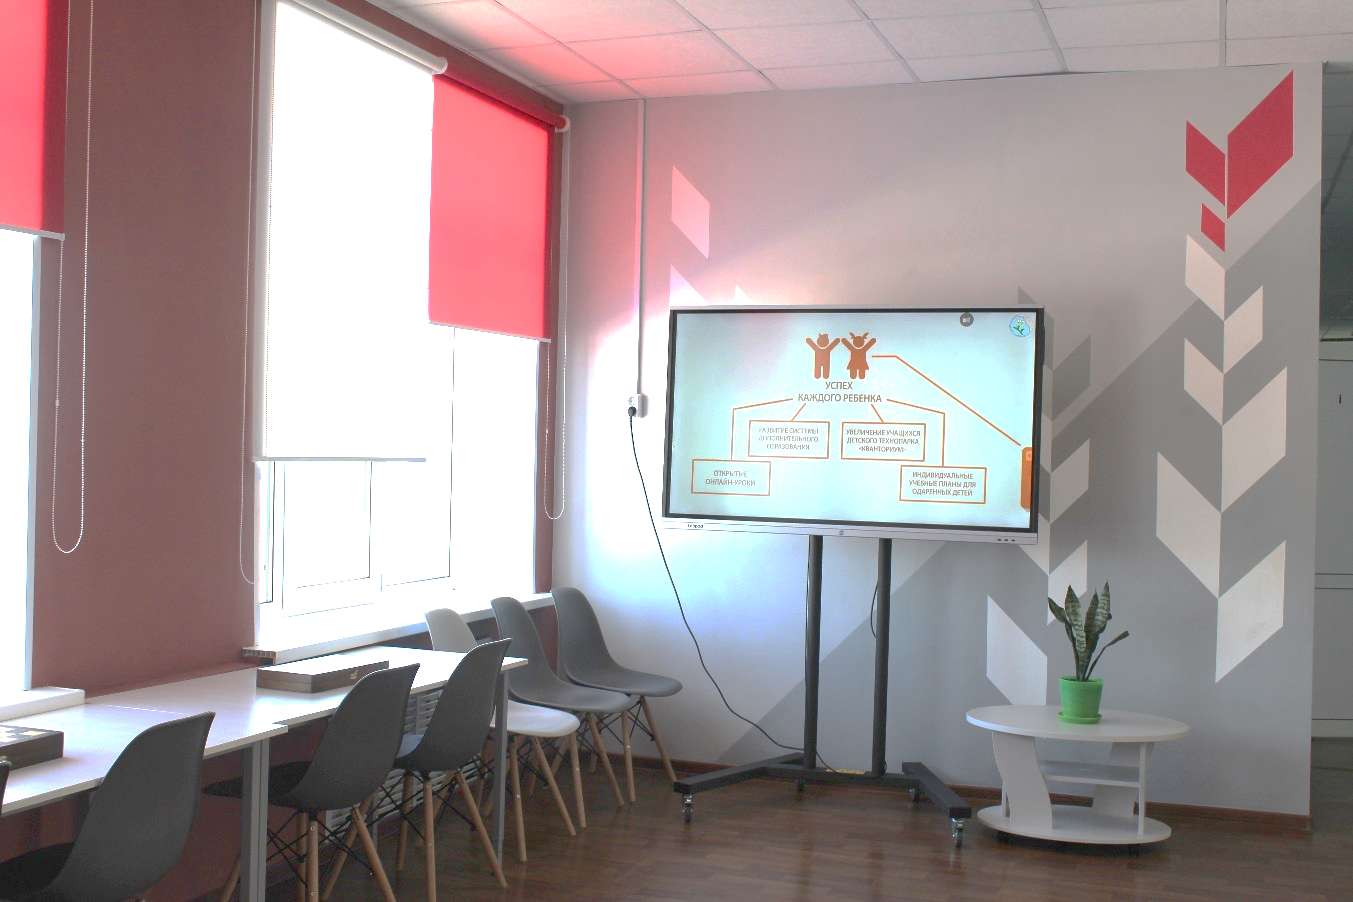 УСПЕХ
КАЖДОГО РЕБЕНКА
РАЗВИТИЕ СИСТЕМЫ
ДОПОЛНИТЕЛЬНОГО
ОБРАЗОВАНИЯ
УВЕЛИЧЕНИЕ УЧАЩИХСЯ
ДЕТСКОГО ТЕХНОПАРКА
«КВАНТОРИУМ»
ОТКРЫТЫЕ
ОНЛАЙН-УРОКИ
ИНДИВИДУАЛЬНЫЕ
УЧЕБНЫЕ ПЛАНЫ ДЛЯ
ОДАРЕННЫХ ДЕТЕЙ